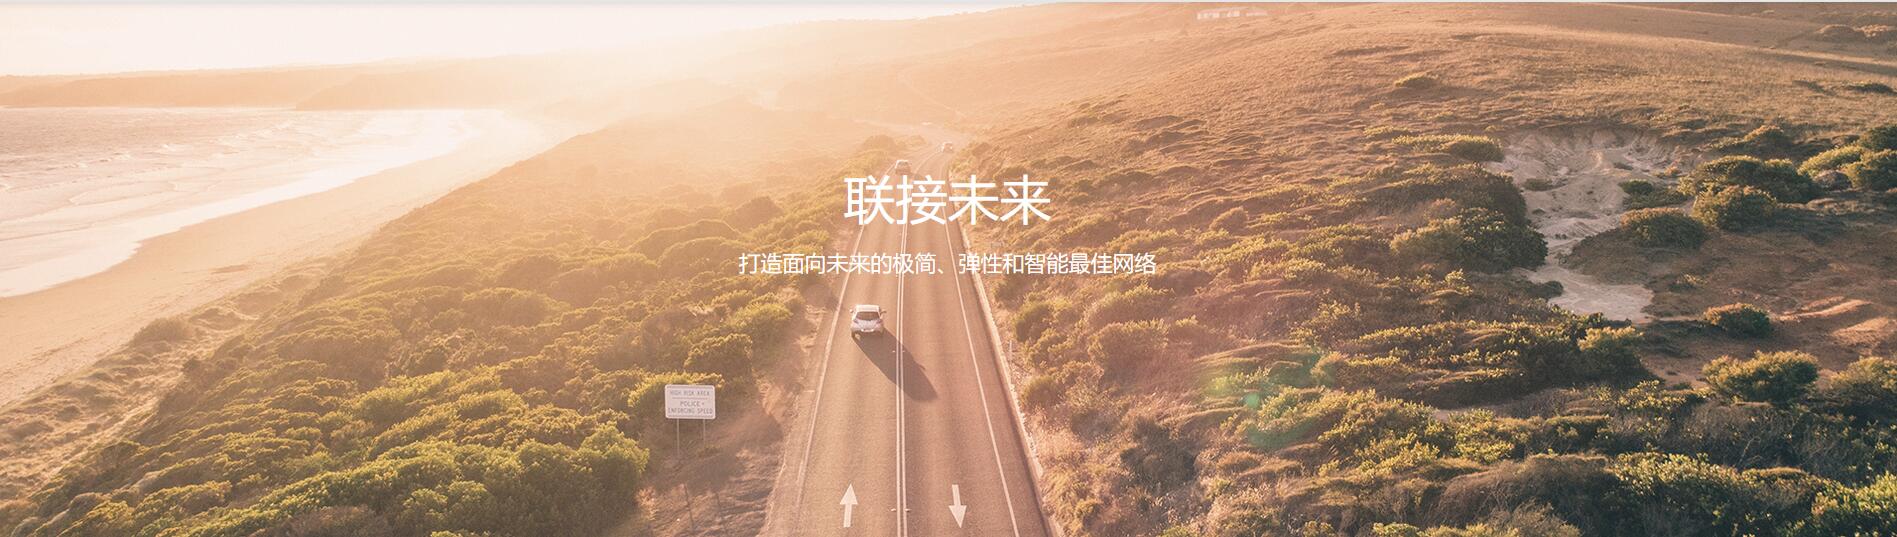 联接未来
打造面向未来的极简、弹性和智能最佳网络
HIGH RISK AREA
POLICE
ENFORCING SPEED